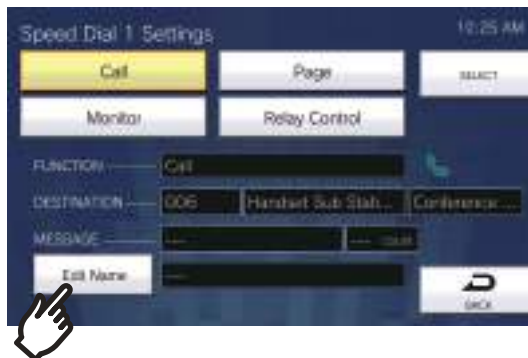 Speed Dial 1 Settings 10:25 AM
Call Page SELECT
Monitor Relay Control
FUNCTION Call
DESTINATION 006 Handset Sub Stati... Conference ...
MESSAGE --- ---
Edit Name --- BACK